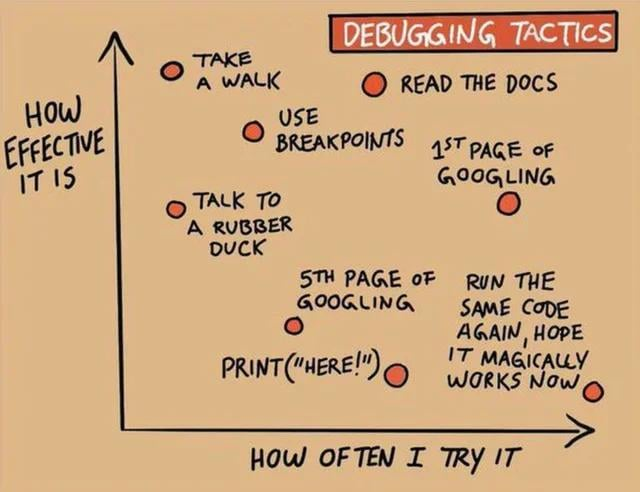 DEBUGGING TACTICS
TAKE
A WALK
READ THE DOCS
HOW
EFFECTIVE
IT IS
USE
BREAKPOINTS
1ST PAGE OF
GOOGLING
TALK TO
A RUBBER
DUCK
5TH PAGE OF
GOOGLING
RUN THE
SAME CODE
AGAIN, HOPE
IT MAGICALLY
WORKS NOW
PRINT("HERE!")
HOW OFTEN I TRY IT